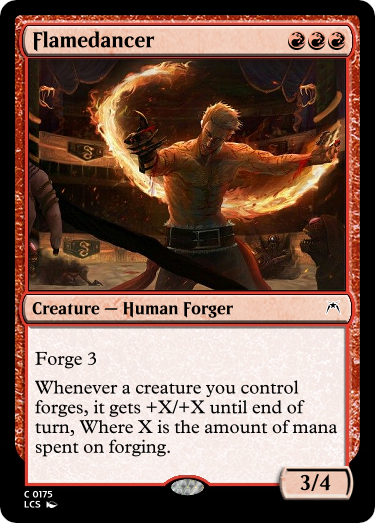 Flamedancer
Creature — Human Forger
Forge 3
Whenever a creature you control
forges, it gets +X/+X until end of
turn, Where X is the amount of mana
spent on forging.
3/4
C 0175
LCS